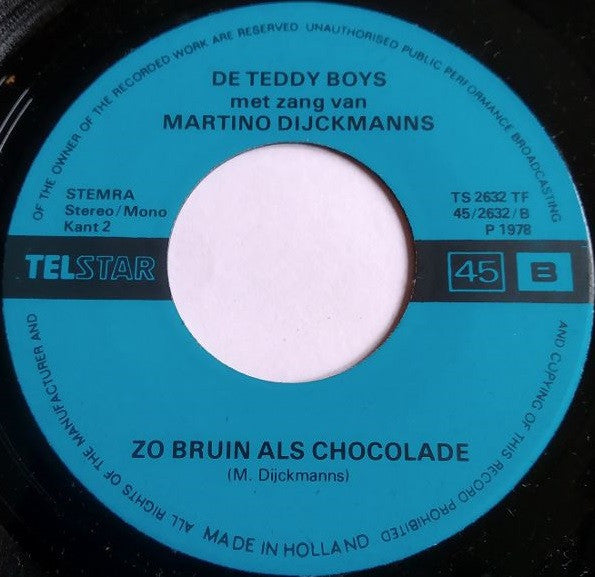 ALL RIGHTS OF THE MANUFACTURER AND OF THE OWNER OF THE RECORDED WORK ARE RESERVED UNAUTHORISED PUBLIC PERFORMANCE BROADCASTING AND COPYING OF THIS RECORD PROHIBITED
DE TEDDY BOYS
met zang van
MARTINO DIJCKMANNS
STEMRA
Stereo/Mono
Kant 2
TS 2632 TF
45/2632/B
P 1978
TELSTAR
45 B
ZO BRUIN ALS CHOCOLADE
(M. Dijckmanns)
MADE IN HOLLAND